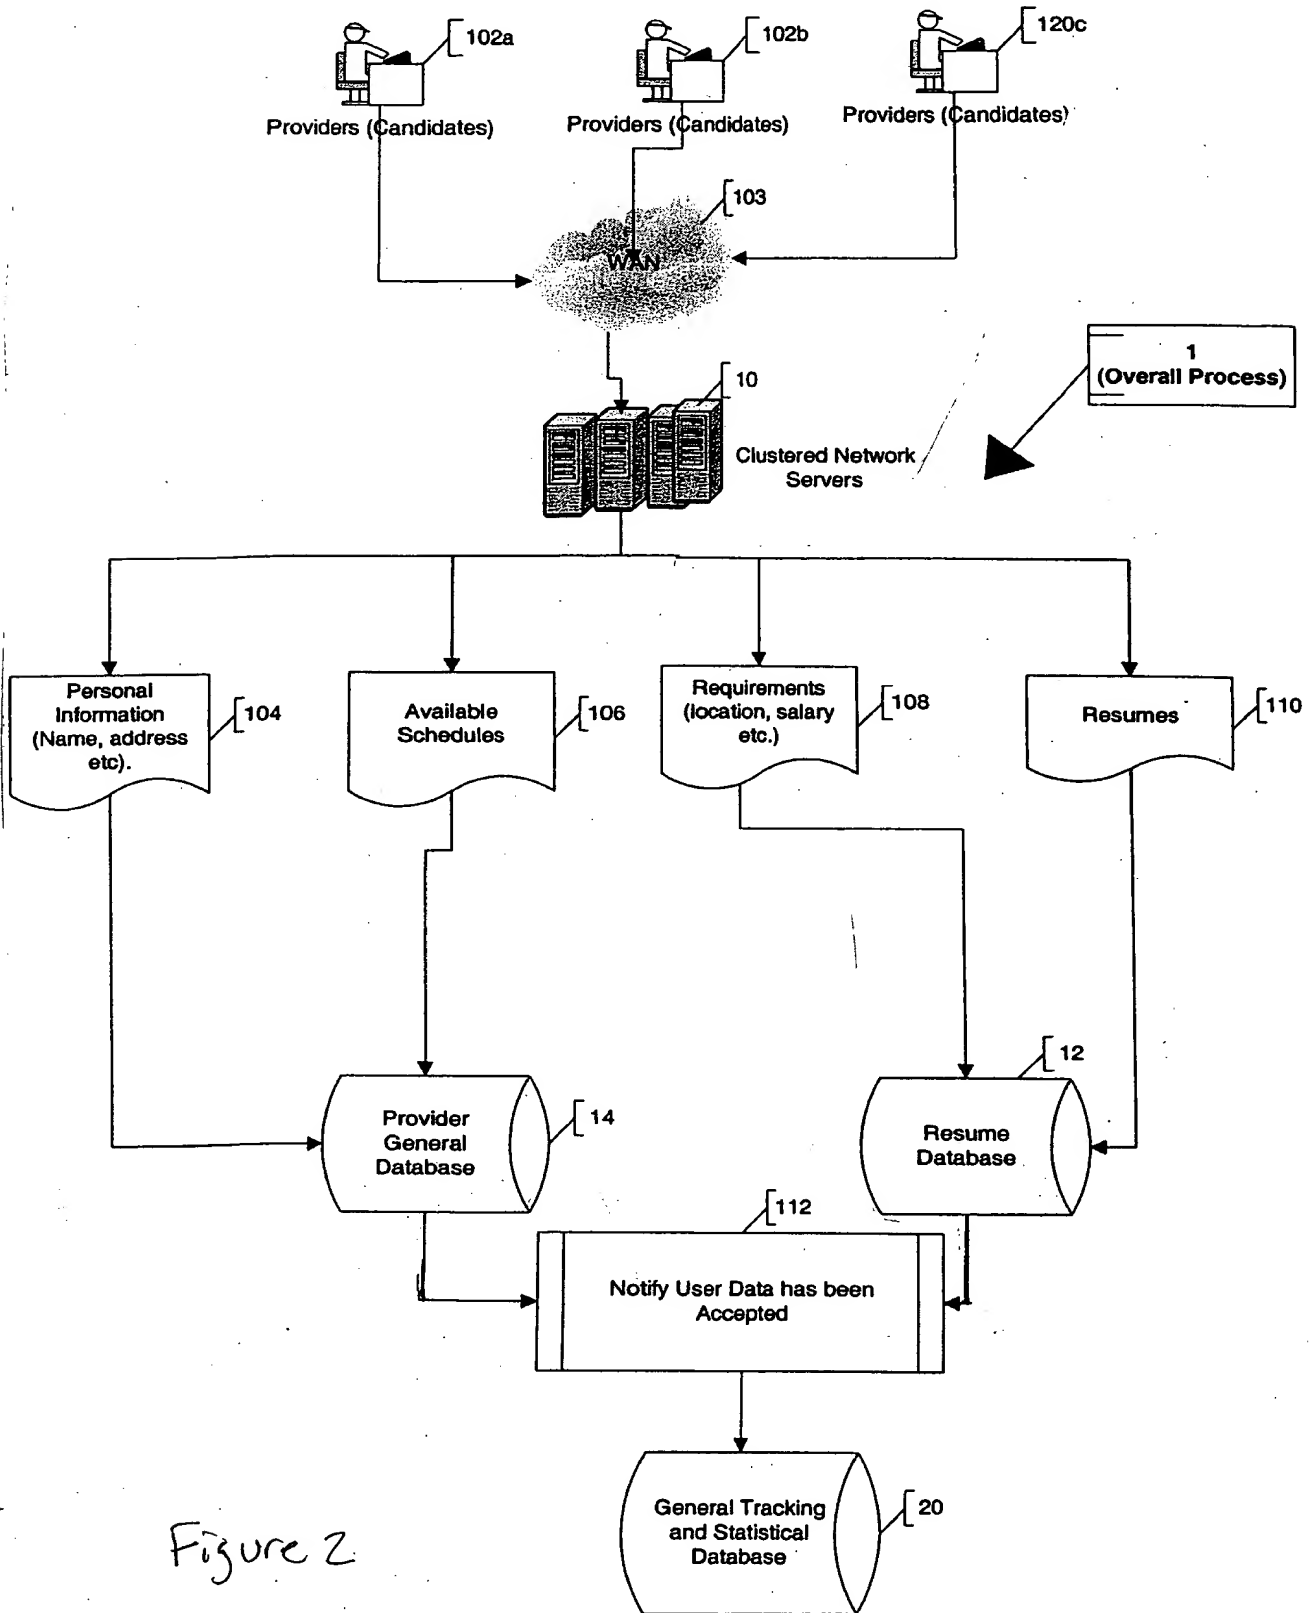 102a
102b
120c
Providers (Candidates)
Providers (Candidates)
Providers (Candidates)
103
WAN
1
(Overall Process)
10
Clustered Network
Servers
Personal
Information
(Name, address
etc).
104
Available
Schedules
106
Requirements
(location, salary
etc.)
108
Resumes
110
12
Provider
General
Database
14
Resume
Database
112
Notify User Data has been
Accepted
General Tracking
and Statistical
Database
20
Figure 2